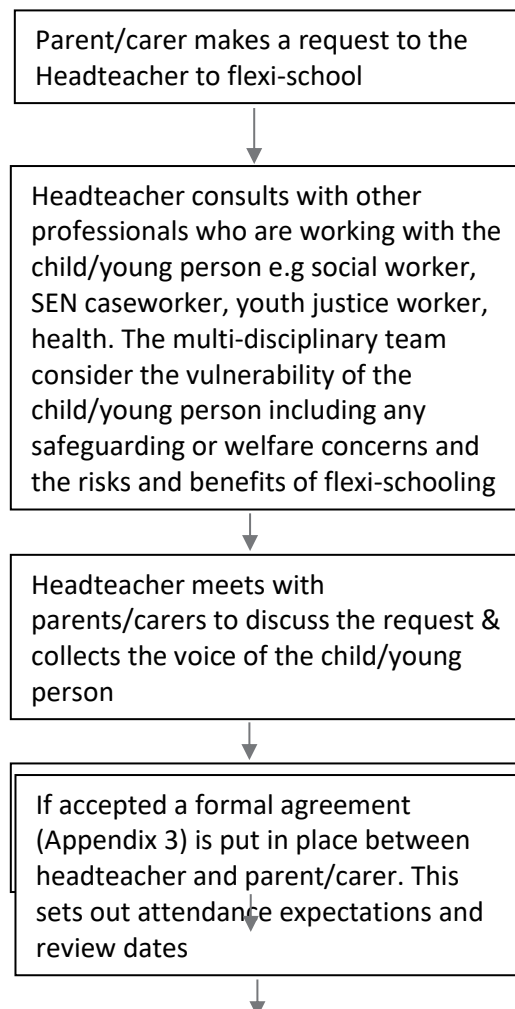 Parent/carer makes a request to the
Headteacher to flexi-school
Headteacher consults with other
professionals who are working with the
child/young person e.g social worker,
SEN caseworker, youth justice worker,
health. The multi-disciplinary team
consider the vulnerability of the
child/young person including any
safeguarding or welfare concerns and
the risks and benefits of flexi-schooling
Headteacher meets with
parents/carers to discuss the request &
collects the voice of the child/young
person
If accepted a formal agreement
(Appendix 3) is put in place between
headteacher and parent/carer. This
sets out attendance expectations and
review dates